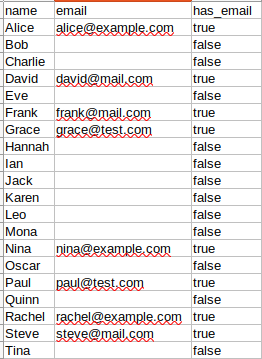 name email has_email
Alice alice@example.com true
Bob false
Charlie false
David david@mail.com true
Eve false
Frank frank@mail.com true
Grace grace@test.com true
Hannah false
Ian false
Jack false
Karen false
Leo false
Mona false
Nina nina@example.com true
Oscar false
Paul paul@test.com true
Quinn false
Rachel rachel@example.com true
Steve steve@mail.com true
Tina false